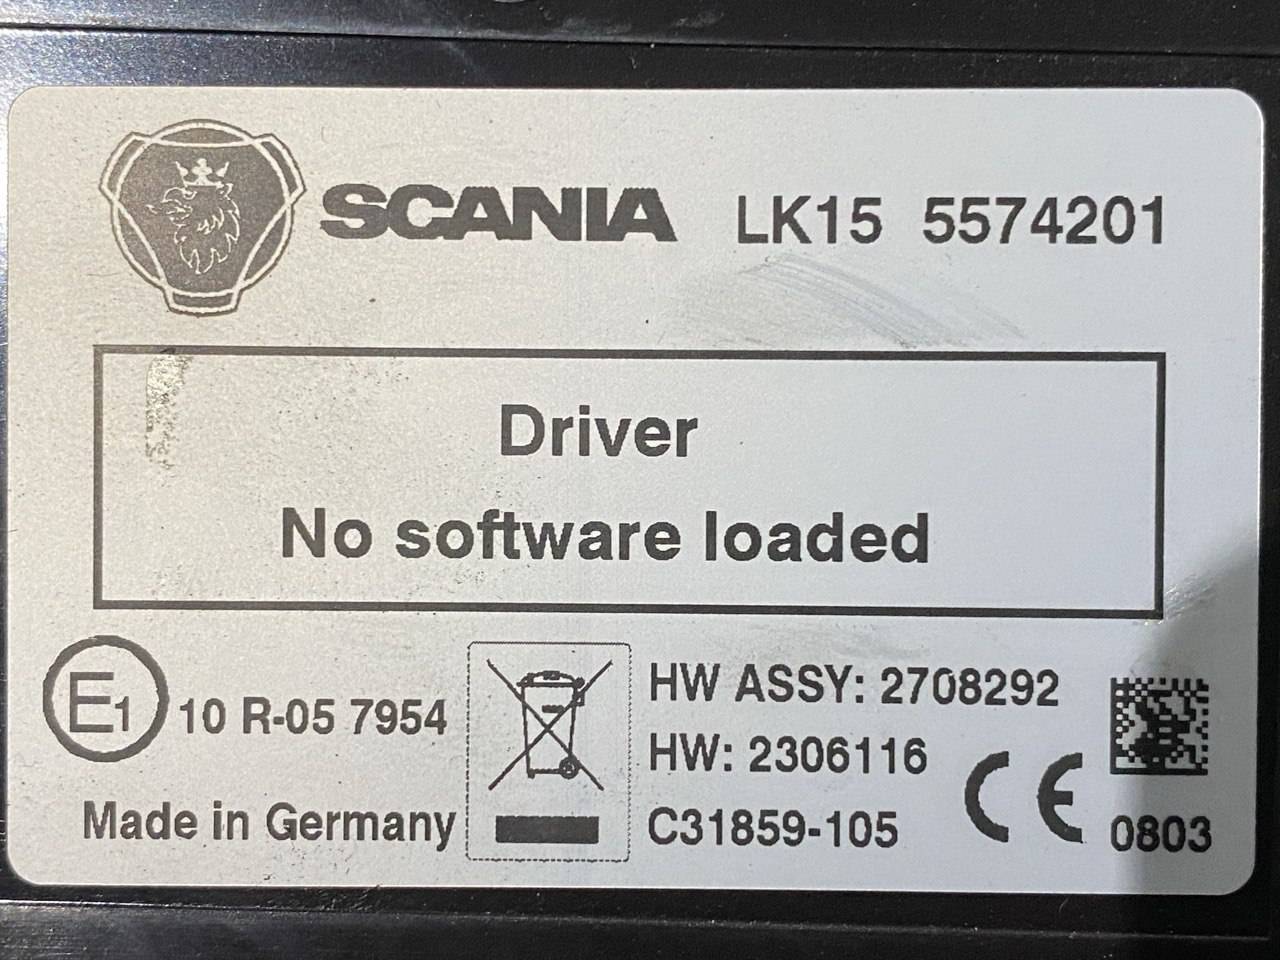 SCANIA LK15 5574201
Driver
No software loaded
E1 10 R-05 7954
HW ASSY: 2708292
HW: 2306116
Made in Germany
C31859-105
CE
0803